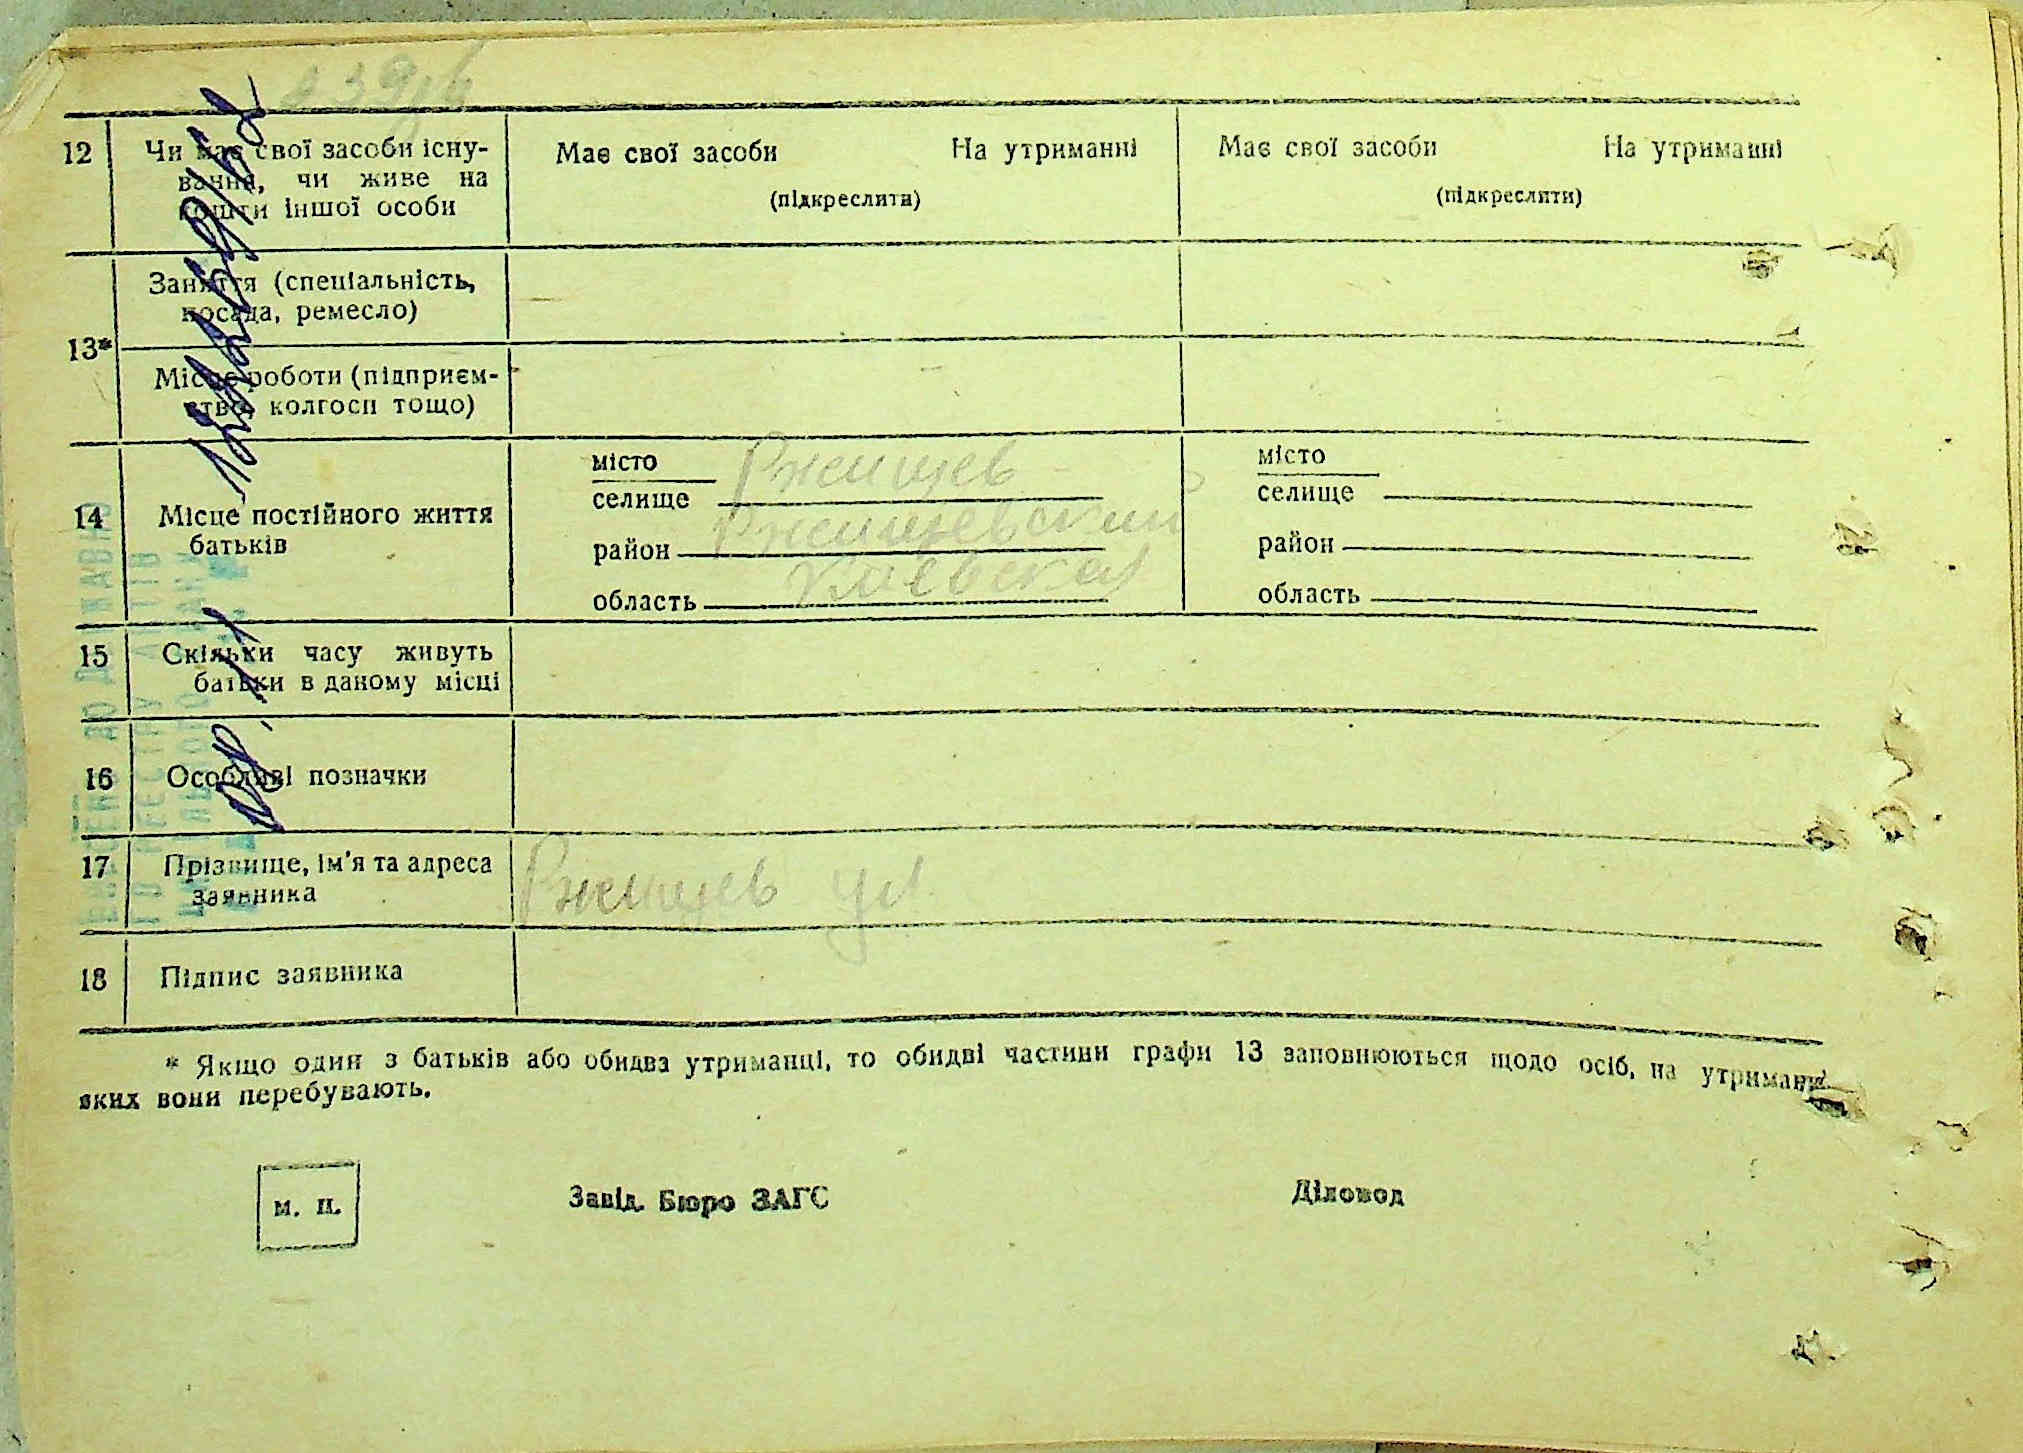 12
Чи має свої засоби існу-
вання, чи живе на
кошти іншої особи
Має свої засоби На утриманні
(підкреслити)
Має свої засоби На утриманні
(підкреслити)
13*
Заняття (спеціальність,
посада, ремесло)
Місце роботи (підприєм-
ство, колгосп тощо)
14
Місце постійного життя
батьків
місто Ржищев
селище
район Ржищевский
область Киевская
місто
селище
район
область
15
Скільки часу живуть
батьки в даному місці
16
Особливі позначки
17
Прізвище, ім'я та адреса
заявника
Ржищев ул.
18
Підпис заявника
* Якщо один з батьків або обидва утриманці, то обидві частини графи 13 заповнюються щодо осіб, на утриманні
яких вони перебувають.
м. п.
Завід. Бюро ЗАГС
Діловод